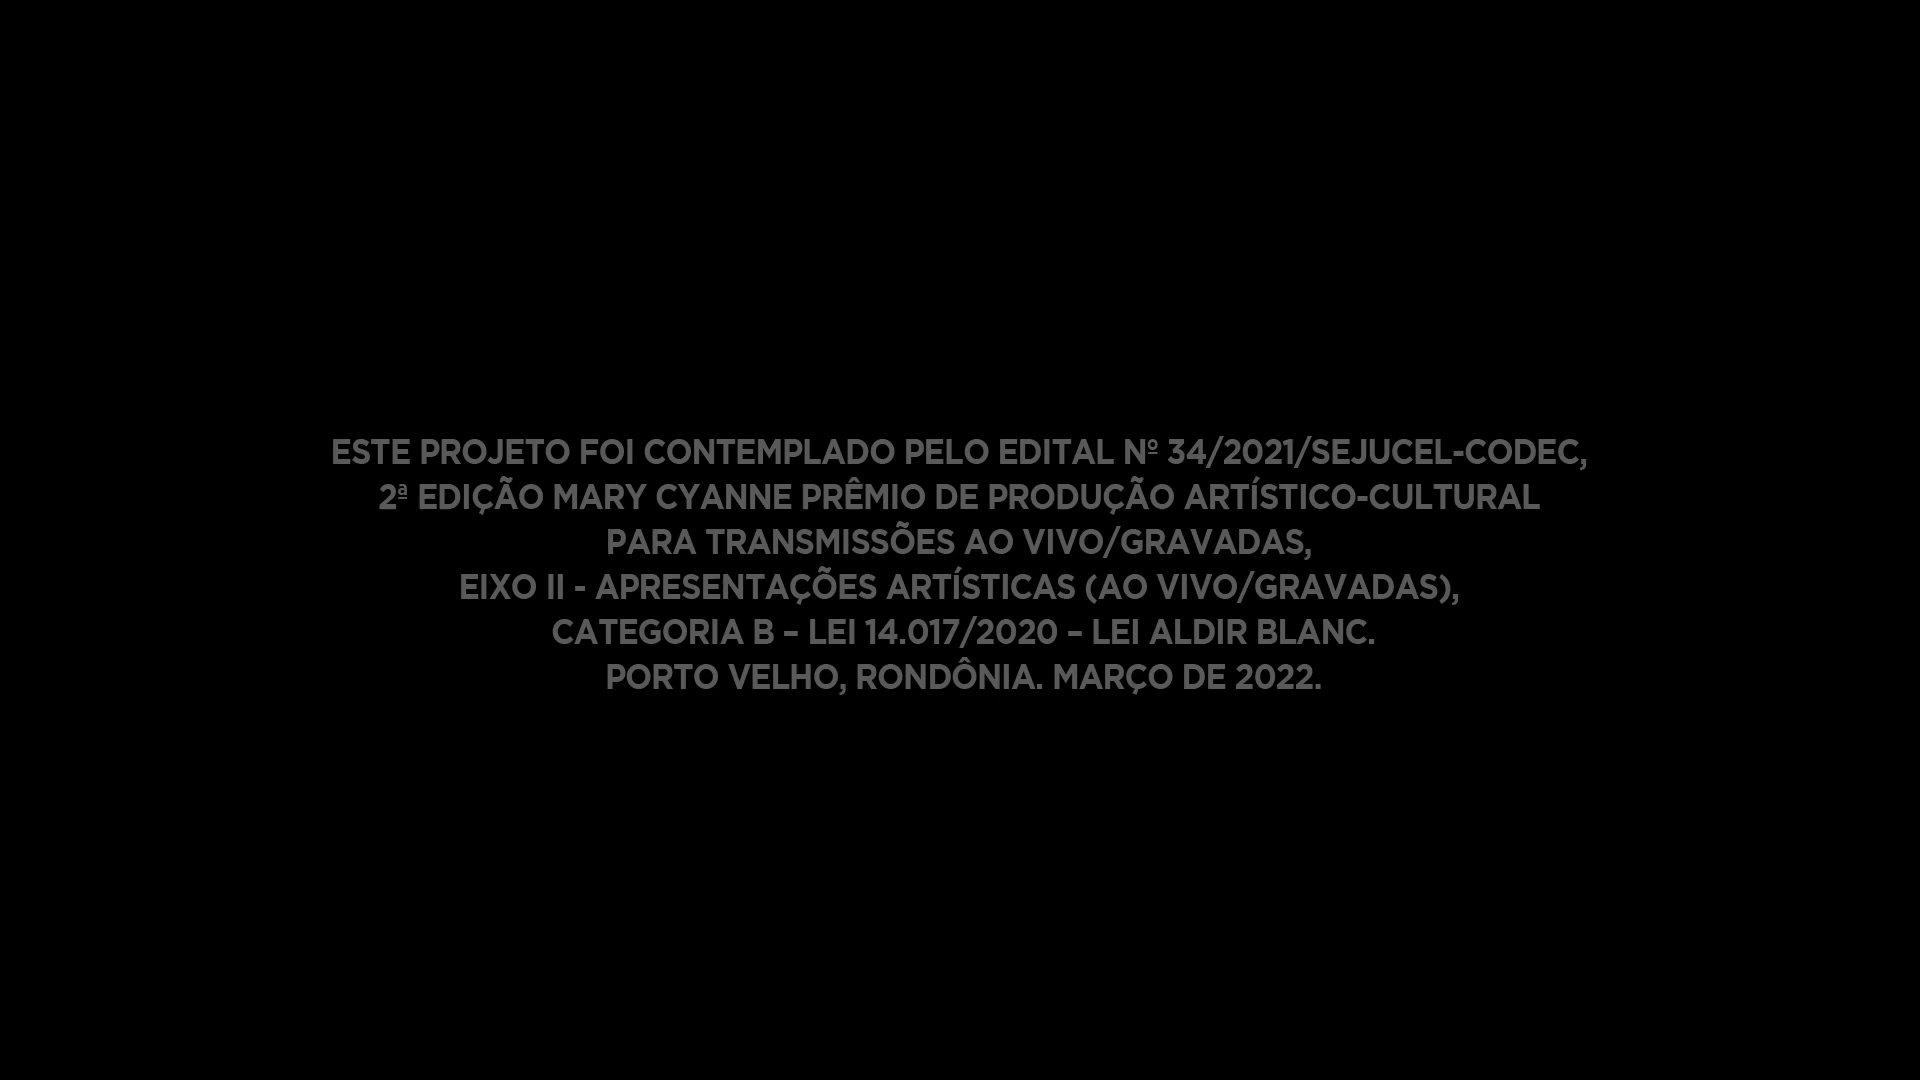 ESTE PROJETO FOI CONTEMPLADO PELO EDITAL Nº 34/2021/SEJUCEL-CODEC,
2ª EDIÇÃO MARY CYANNE PRÊMIO DE PRODUÇÃO ARTÍSTICO-CULTURAL
PARA TRANSMISSÕES AO VIVO/GRAVADAS,
EIXO II - APRESENTAÇÕES ARTÍSTICAS (AO VIVO/GRAVADAS),
CATEGORIA B – LEI 14.017/2020 – LEI ALDIR BLANC.
PORTO VELHO, RONDÔNIA. MARÇO DE 2022.